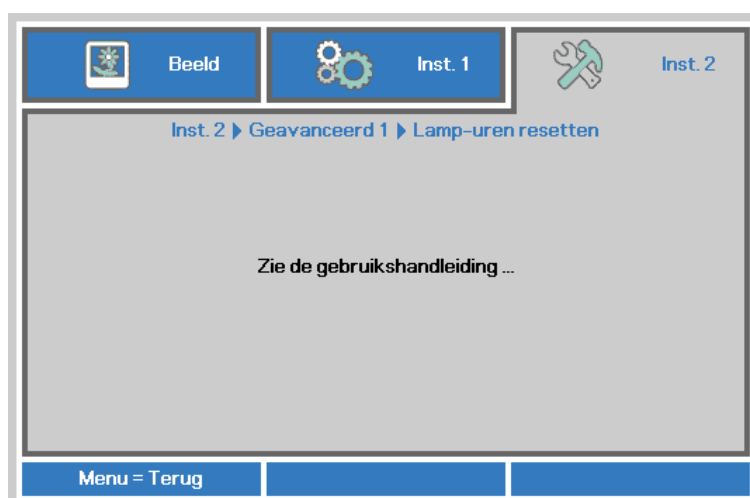 Beeld
Inst. 1
Inst. 2
Inst. 2 ▶ Geavanceerd 1 ▶ Lamp-uren resetten
Zie de gebruikshandleiding ...
Menu = Terug